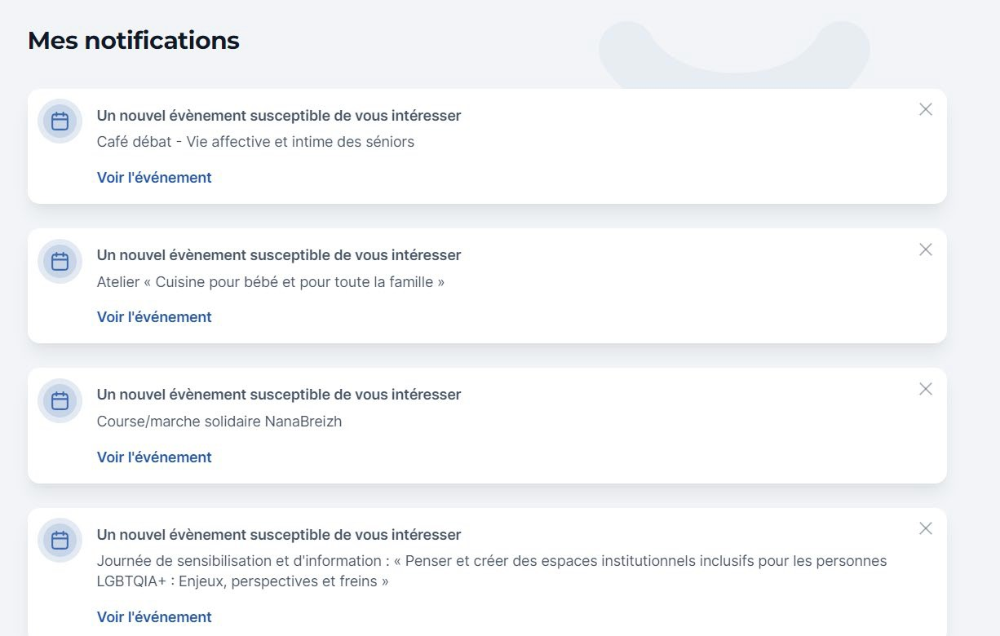 Mes notifications
Un nouvel évènement susceptible de vous intéresser
Café débat - Vie affective et intime des séniors
Voir l'événement
Un nouvel évènement susceptible de vous intéresser
Atelier « Cuisine pour bébé et pour toute la famille »
Voir l'événement
Un nouvel évènement susceptible de vous intéresser
Course/marche solidaire NanaBreizh
Voir l'événement
Un nouvel évènement susceptible de vous intéresser
Journée de sensibilisation et d'information : « Penser et créer des espaces institutionnels inclusifs pour les personnes
LGBTQIA+ : Enjeux, perspectives et freins »
Voir l'événement